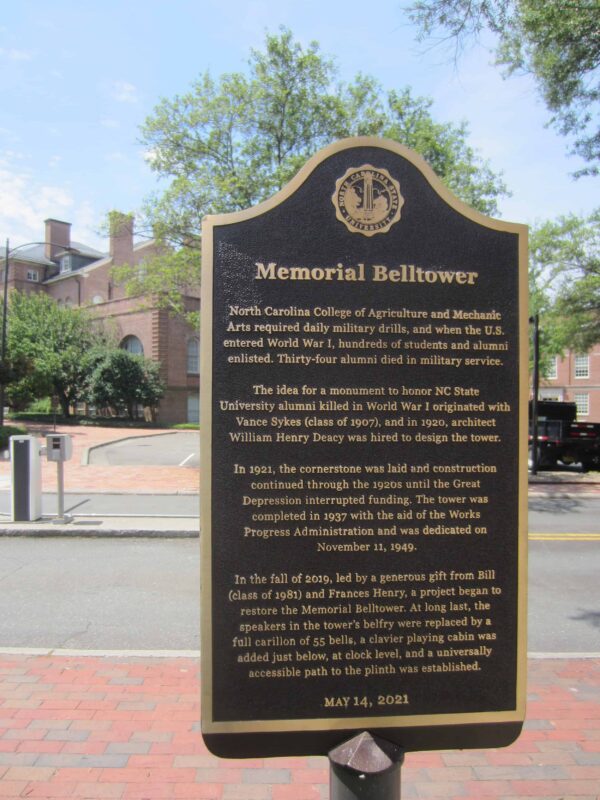 NORTH CAROLINA STATE
UNIVERSITY
Memorial Belltower
North Carolina College of Agriculture and Mechanic
Arts required daily military drills, and when the U.S.
entered World War I, hundreds of students and alumni
enlisted. Thirty-four alumni died in military service.
The idea for a monument to honor NC State
University alumni killed in World War I originated with
Vance Sykes (class of 1907), and in 1920, architect
William Henry Deacy was hired to design the tower.
In 1921, the cornerstone was laid and construction
continued through the 1920s until the Great
Depression interrupted funding. The tower was
completed in 1937 with the aid of the Works
Progress Administration and was dedicated on
November 11, 1949.
In the fall of 2019, led by a generous gift from Bill
(class of 1981) and Frances Henry, a project began to
restore the Memorial Belltower. At long last, the
speakers in the tower's belfry were replaced by a
full carillon of 55 bells, a clavier playing cabin was
added just below, at clock level, and a universally
accessible path to the plinth was established.
MAY 14, 2021